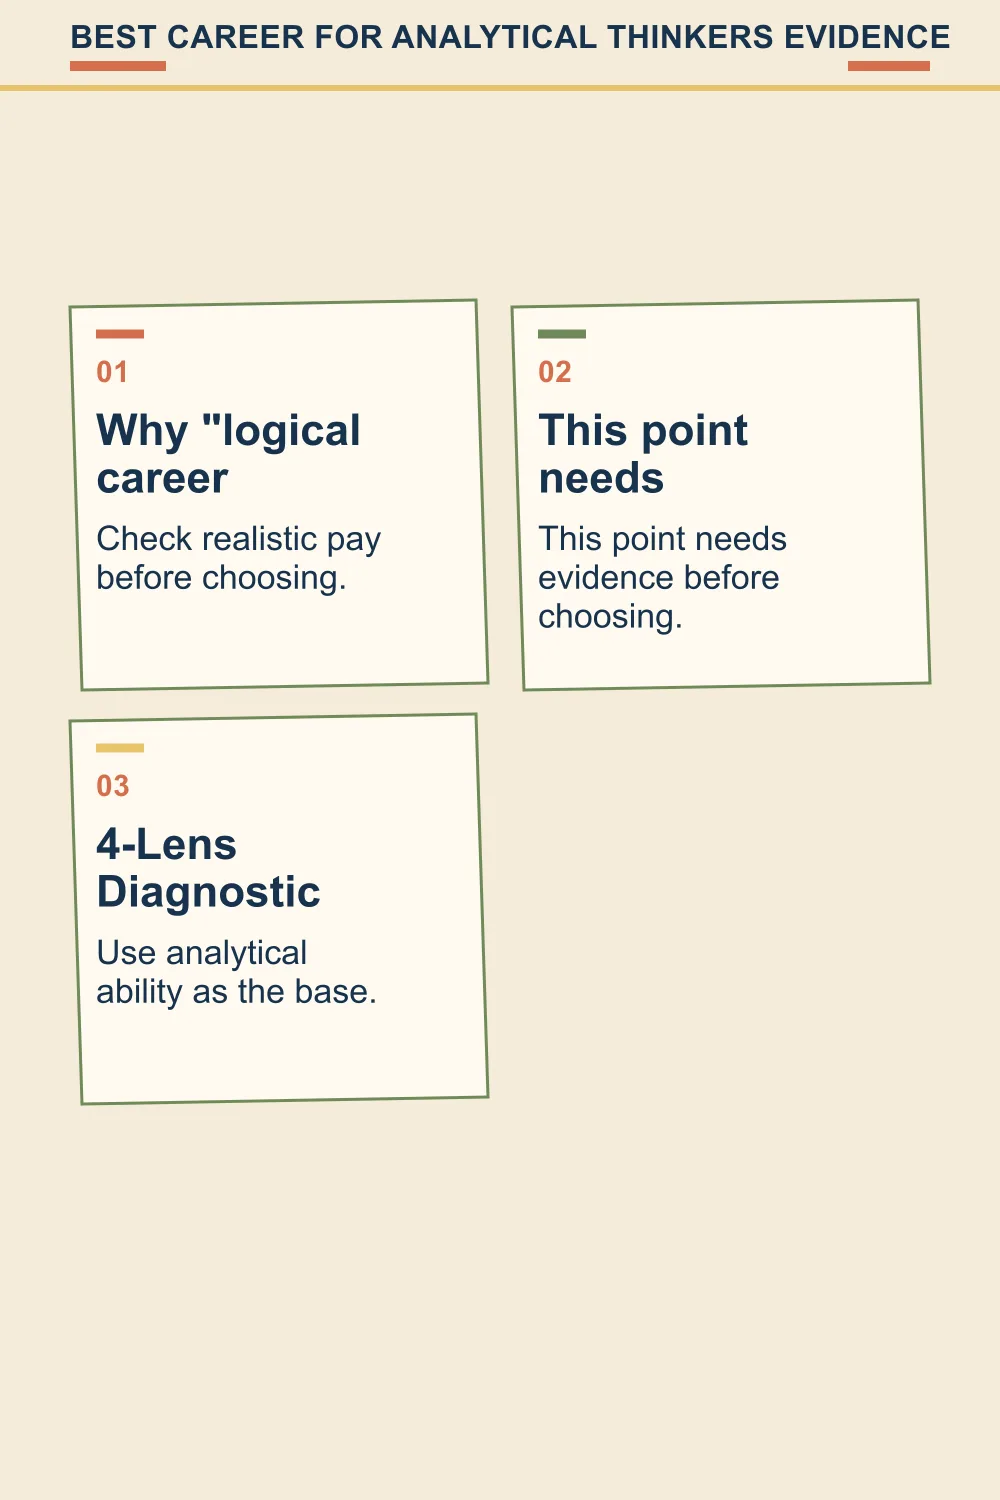 BEST CAREER FOR ANALYTICAL THINKERS EVIDENCE
01
Why "logical
career
Check realistic pay
before choosing.
02
This point
needs
This point needs
evidence before
choosing.
03
4-Lens
Diagnostic
Use analytical
ability as the base.